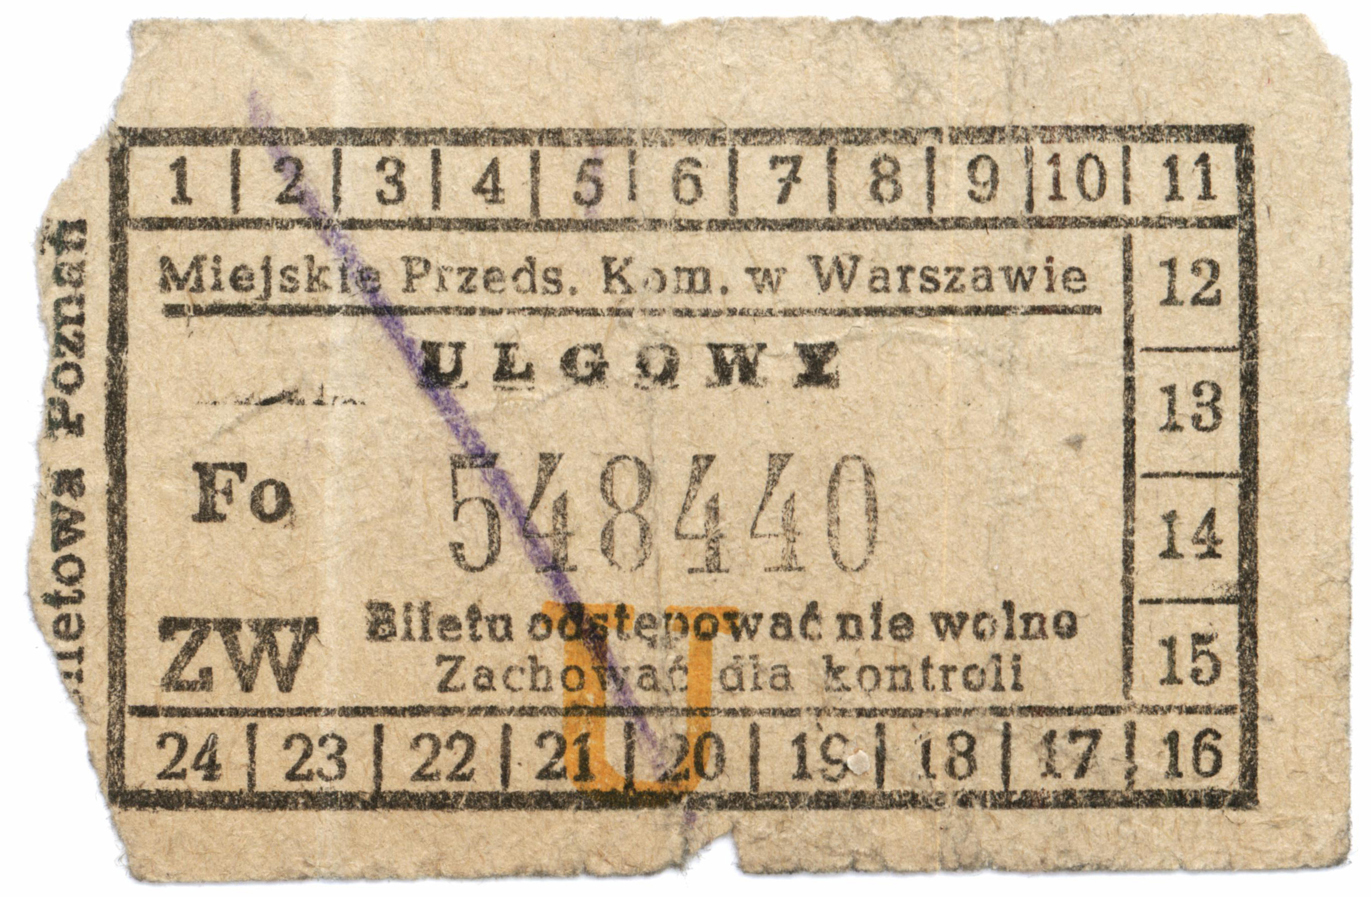 1 2 3 4 5 6 7 8 9 10 11
Miejskie Przeds. Kom. w Warszawie
12
ULGOWY
13
Fo 548440
14
ZW
Biletu odstępować nie wolno
Zachować dla kontroli
15
U
24 23 22 21 20 19 18 17 16
iletowa Poznań